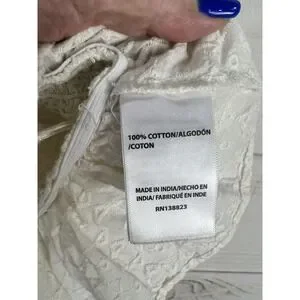 100% COTTON/ALGODÓN
/COTON
MADE IN INDIA/HECHO EN
INDIA/ FABRIQUÉ EN INDE
RN138823